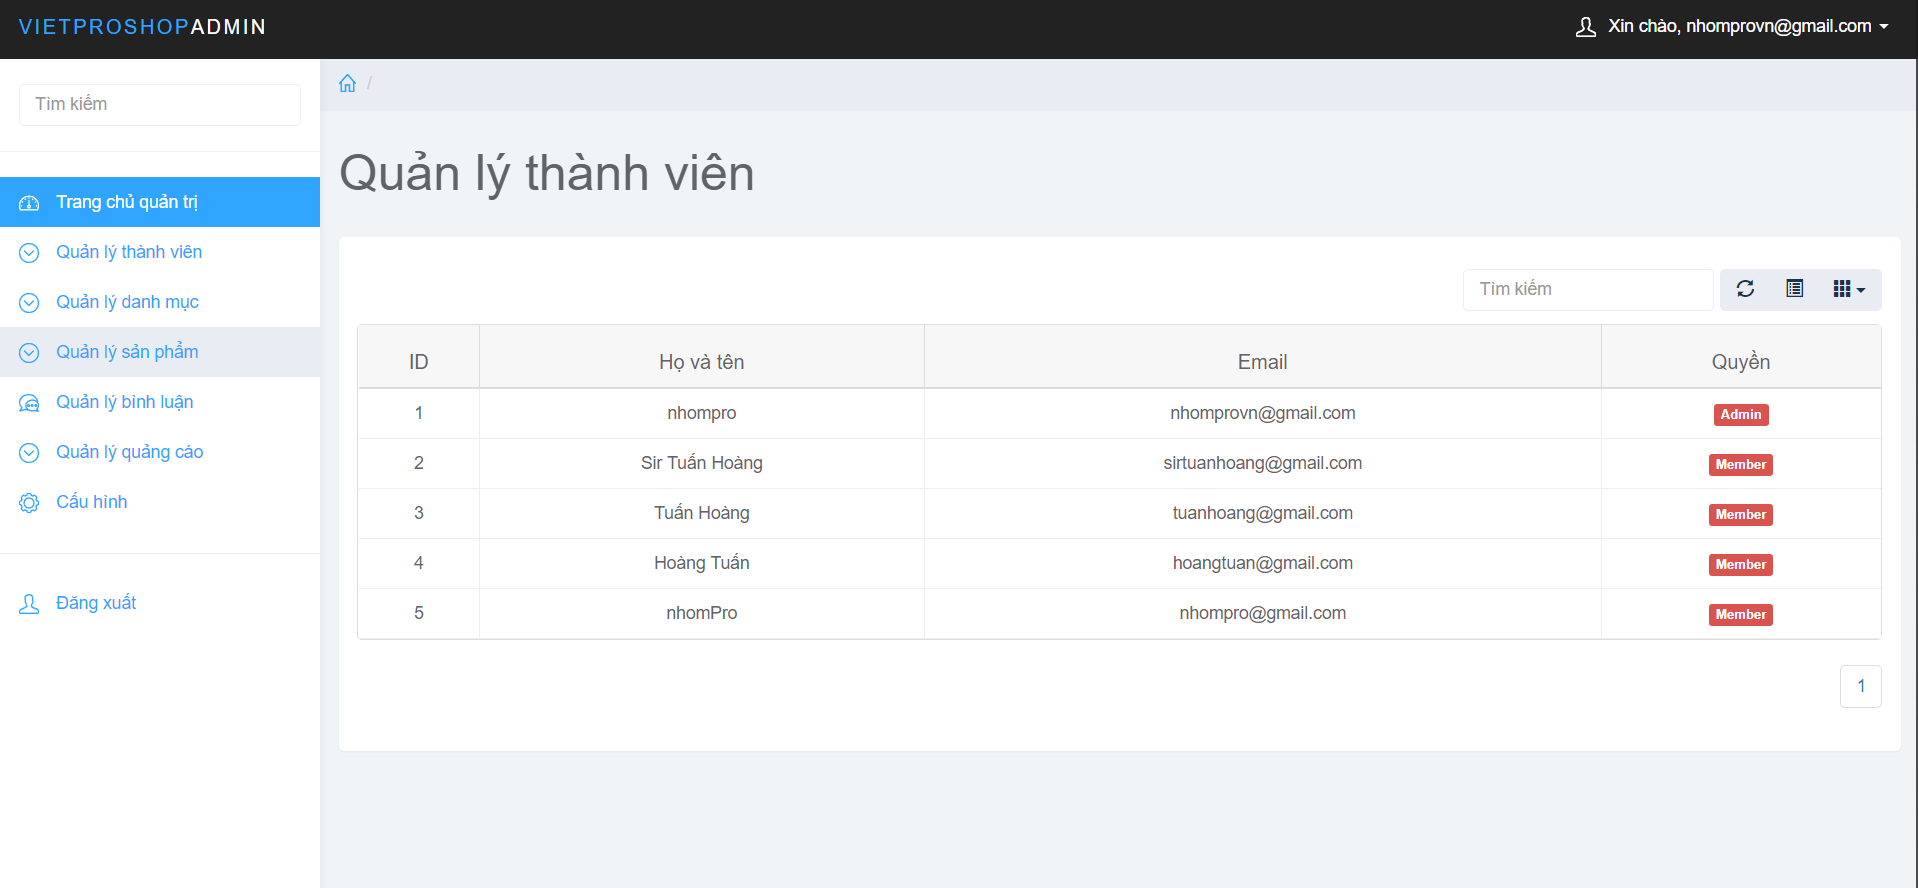 VIETPROSHOPADMIN
Xin chào, nhomprovn@gmail.com
Tìm kiếm
/
Trang chủ quản trị
Quản lý thành viên
Quản lý danh mục
Quản lý sản phẩm
Quản lý bình luận
Quản lý quảng cáo
Cấu hình
Đăng xuất
Quản lý thành viên
Tìm kiếm
ID Họ và tên Email Quyền
1 nhompro nhomprovn@gmail.com Admin
2 Sir Tuấn Hoàng sirtuanhoang@gmail.com Member
3 Tuấn Hoàng tuanhoang@gmail.com Member
4 Hoàng Tuấn hoangtuan@gmail.com Member
5 nhomPro nhompro@gmail.com Member
1